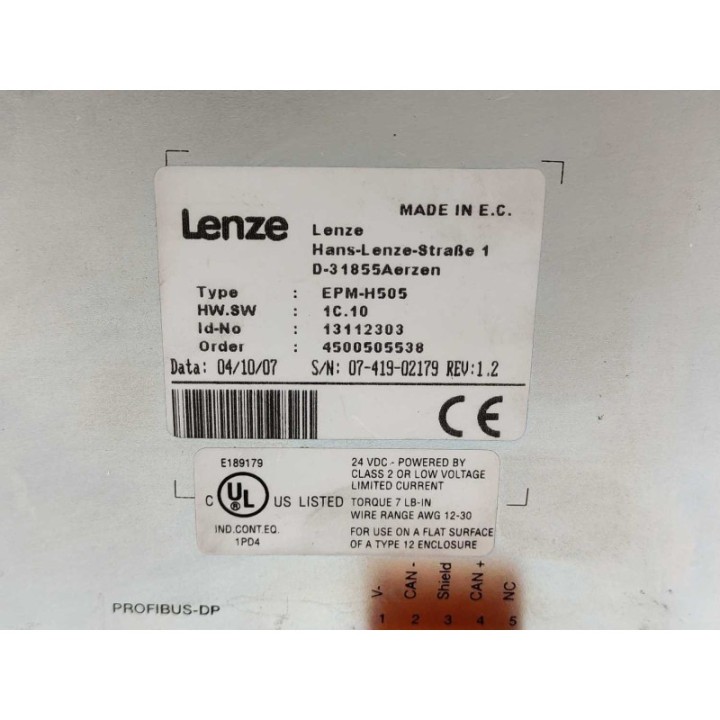 Lenze
MADE IN E.C.
Lenze
Hans-Lenze-Straße 1
D-31855Aerzen
Type : EPM-H505
HW.SW : 1C.10
Id-No : 13112303
Order : 4500505538
Data: 04/10/07 S/N: 07-419-02179 REV:1.2
CE
E189179
C UL US LISTED
IND.CONT.EQ.
1PD4
24 VDC - POWERED BY
CLASS 2 OR LOW VOLTAGE
LIMITED CURRENT
TORQUE 7 LB-IN
WIRE RANGE AWG 12-30
FOR USE ON A FLAT SURFACE
OF A TYPE 12 ENCLOSURE
PROFIBUS-DP
V- CAN - Shield CAN + NC
1 2 3 4 5